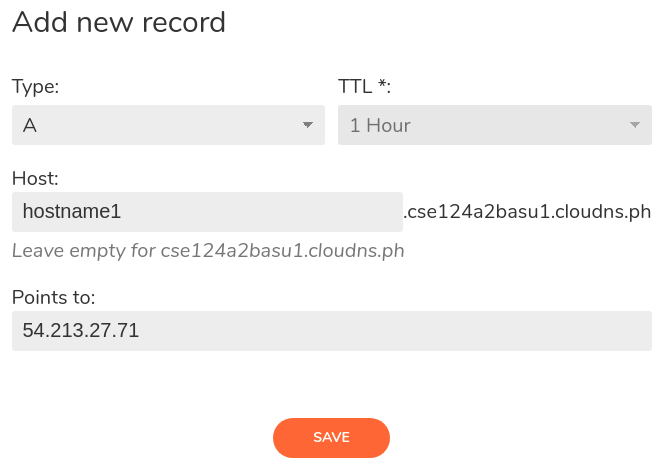 Add new record
Type: TTL *:
A 1 Hour
Host:
hostname1 .cse124a2basu1.cloudns.ph
Leave empty for cse124a2basu1.cloudns.ph
Points to:
54.213.27.71
SAVE